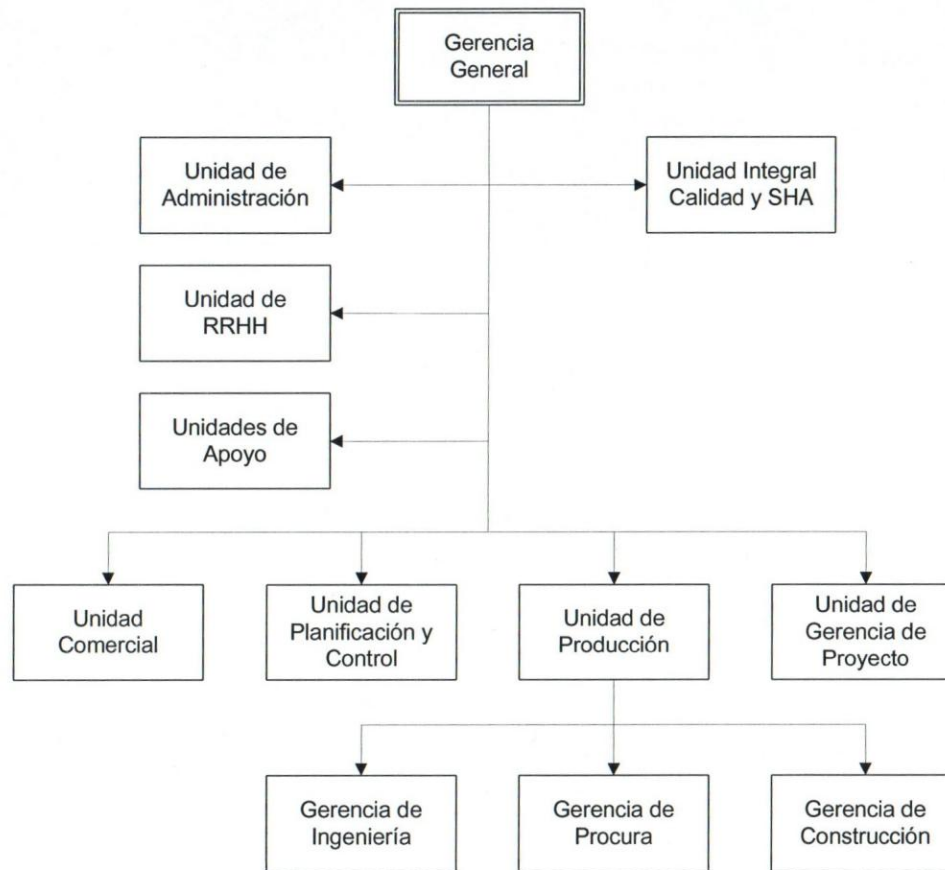 Gerencia
General
Unidad de
Administración
Unidad Integral
Calidad y SHA
Unidad de
RRHH
Unidades de
Apoyo
Unidad
Comercial
Unidad de
Planificación y
Control
Unidad de
Producción
Unidad de
Gerencia de
Proyecto
Gerencia de
Ingeniería
Gerencia de
Procura
Gerencia de
Construcción